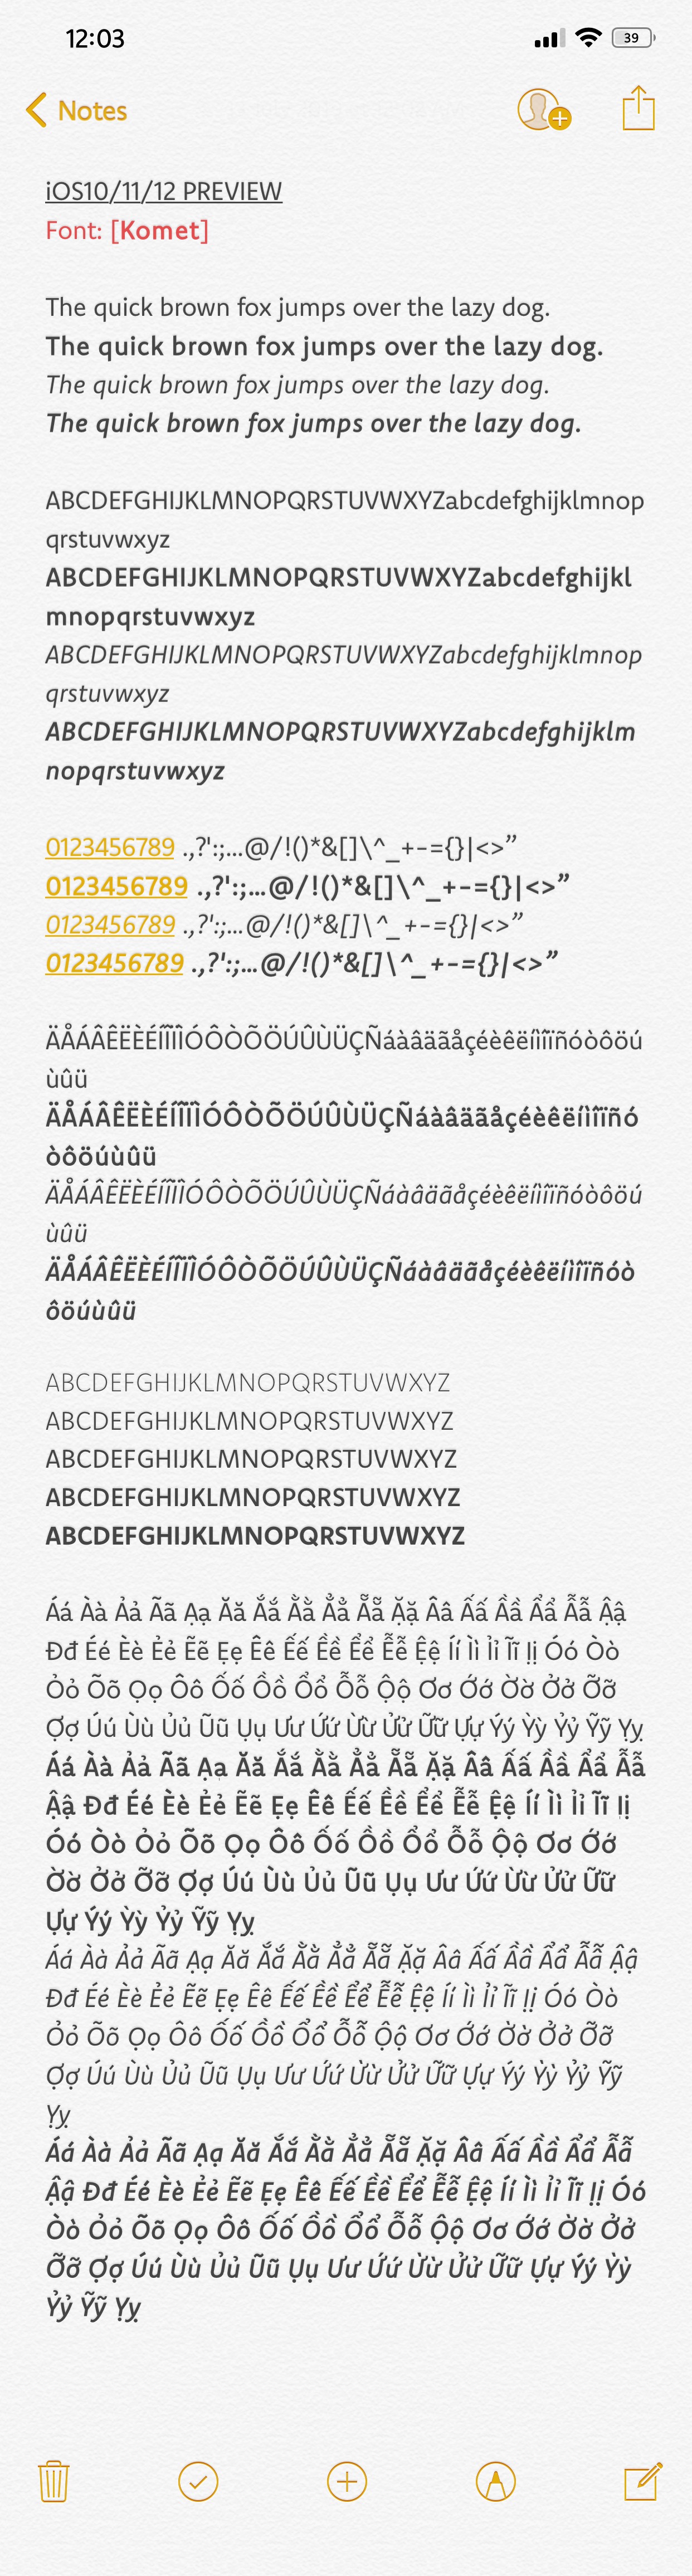 12:03
39
Notes
iOS10/11/12 PREVIEW
Font: [Komet]
The quick brown fox jumps over the lazy dog.
The quick brown fox jumps over the lazy dog.
The quick brown fox jumps over the lazy dog.
The quick brown fox jumps over the lazy dog.
ABCDEFGHIJKLMNOPQRSTUVWXYZabcdefghijklmnop
qrstuvwxyz
ABCDEFGHIJKLMNOPQRSTUVWXYZabcdefghijkl
mnopqrstuvwxyz
ABCDEFGHIJKLMNOPQRSTUVWXYZabcdefghijklmnop
qrstuvwxyz
ABCDEFGHIJKLMNOPQRSTUVWXYZabcdefghijklm
nopqrstuvwxyz
0123456789 .,?':;…@/!()*&[]\^_+-={}|<>”
0123456789 .,?':;…@/!()*&[]\^_+-={}|<>”
0123456789 .,?':;…@/!()*&[]\^_+-={}|<>”
0123456789 .,?':;…@/!()*&[]\^_+-={}|<>”
ÄÅÁÂÊËÈÉÍÎÏÌÓÔÒÕÖÚÛÙÜÇÑáàâäãåçéèêëíìîïñóòôöú
ùûü
ÄÅÁÂÊËÈÉÍÎÏÌÓÔÒÕÖÚÛÙÜÇÑáàâäãåçéèêëíìîïñó
òôöúùûü
ÄÅÁÂÊËÈÉÍÎÏÌÓÔÒÕÖÚÛÙÜÇÑáàâäãåçéèêëíìîïñóòôöú
ùûü
ÄÅÁÂÊËÈÉÍÎÏÌÓÔÒÕÖÚÛÙÜÇÑáàâäãåçéèêëíìîïñóò
ôöúùûü
ABCDEFGHIJKLMNOPQRSTUVWXYZ
ABCDEFGHIJKLMNOPQRSTUVWXYZ
ABCDEFGHIJKLMNOPQRSTUVWXYZ
ABCDEFGHIJKLMNOPQRSTUVWXYZ
ABCDEFGHIJKLMNOPQRSTUVWXYZ
Áá Àà Ảả Ãã Ạạ Ăă Ắắ Ằằ Ẳẳ Ẵẵ Ặặ Ââ Ấấ Ầầ Ẩẩ Ẫẫ Ậậ
Đđ Éé Èè Ẻẻ Ẽẽ Ẹẹ Êê Ếế Ềề Ểể Ễễ Ệệ Íí Ìì Ỉỉ Ĩĩ Ịị Óó Òò
Ỏỏ Õõ Ọọ Ôô Ốố Ồồ Ổổ Ỗỗ Ộộ Ơơ Ớớ Ờờ Ởở Ỡỡ
Ợợ Úú Ùù Ủủ Ũũ Ụụ Ưư Ứứ Ừừ Ửử Ữữ Ựự Ýý Ỳỳ Ỷỷ Ỹỹ Ỵỵ
Áá Àà Ảả Ãã Ạạ Ăă Ắắ Ằằ Ẳẳ Ẵẵ Ặặ Ââ Ấấ Ầầ Ẩẩ Ẫẫ
Ậậ Đđ Éé Èè Ẻẻ Ẽẽ Ẹẹ Êê Ếế Ềề Ểể Ễễ Ệệ Íí Ìì Ỉỉ Ĩĩ Ịị
Óó Òò Ỏỏ Õõ Ọọ Ôô Ốố Ồồ Ổổ Ỗỗ Ộộ Ơơ Ớớ
Ờờ Ởở Ỡỡ Ợợ Úú Ùù Ủủ Ũũ Ụụ Ưư Ứứ Ừừ Ửử Ữữ
Ựự Ýý Ỳỳ Ỷỷ Ỹỹ Ỵỵ
Áá Àà Ảả Ãã Ạạ Ăă Ắắ Ằằ Ẳẳ Ẵẵ Ặặ Ââ Ấấ Ầầ Ẩẩ Ẫẫ Ậậ
Đđ Éé Èè Ẻẻ Ẽẽ Ẹẹ Êê Ếế Ềề Ểể Ễễ Ệệ Íí Ìì Ỉỉ Ĩĩ Ịị Óó Òò
Ỏỏ Õõ Ọọ Ôô Ốố Ồồ Ổổ Ỗỗ Ộộ Ơơ Ớớ Ờờ Ởở Ỡỡ
Ợợ Úú Ùù Ủủ Ũũ Ụụ Ưư Ứứ Ừừ Ửử Ữữ Ựự Ýý Ỳỳ Ỷỷ Ỹỹ
Ỵỵ
Áá Àà Ảả Ãã Ạạ Ăă Ắắ Ằằ Ẳẳ Ẵẵ Ặặ Ââ Ấấ Ầầ Ẩẩ Ẫẫ
Ậậ Đđ Éé Èè Ẻẻ Ẽẽ Ẹẹ Êê Ếế Ềề Ểể Ễễ Ệệ Íí Ìì Ỉỉ Ĩĩ Ịị Óó
Òò Ỏỏ Õõ Ọọ Ôô Ốố Ồồ Ổổ Ỗỗ Ộộ Ơơ Ớớ Ờờ Ởở
Ỡỡ Ợợ Úú Ùù Ủủ Ũũ Ụụ Ưư Ứứ Ừừ Ửử Ữữ Ựự Ýý Ỳỳ
Ỷỷ Ỹỹ Ỵỵ